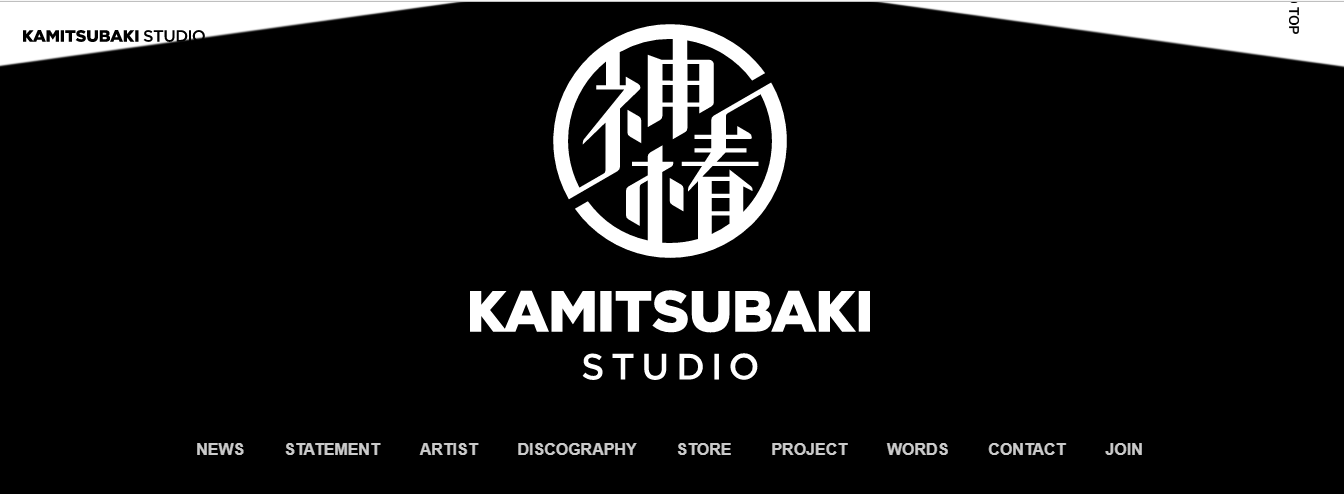 KAMITSUBAKI STUDIO
TOP
神椿
KAMITSUBAKI
STUDIO
NEWS STATEMENT ARTIST DISCOGRAPHY STORE PROJECT WORDS CONTACT JOIN